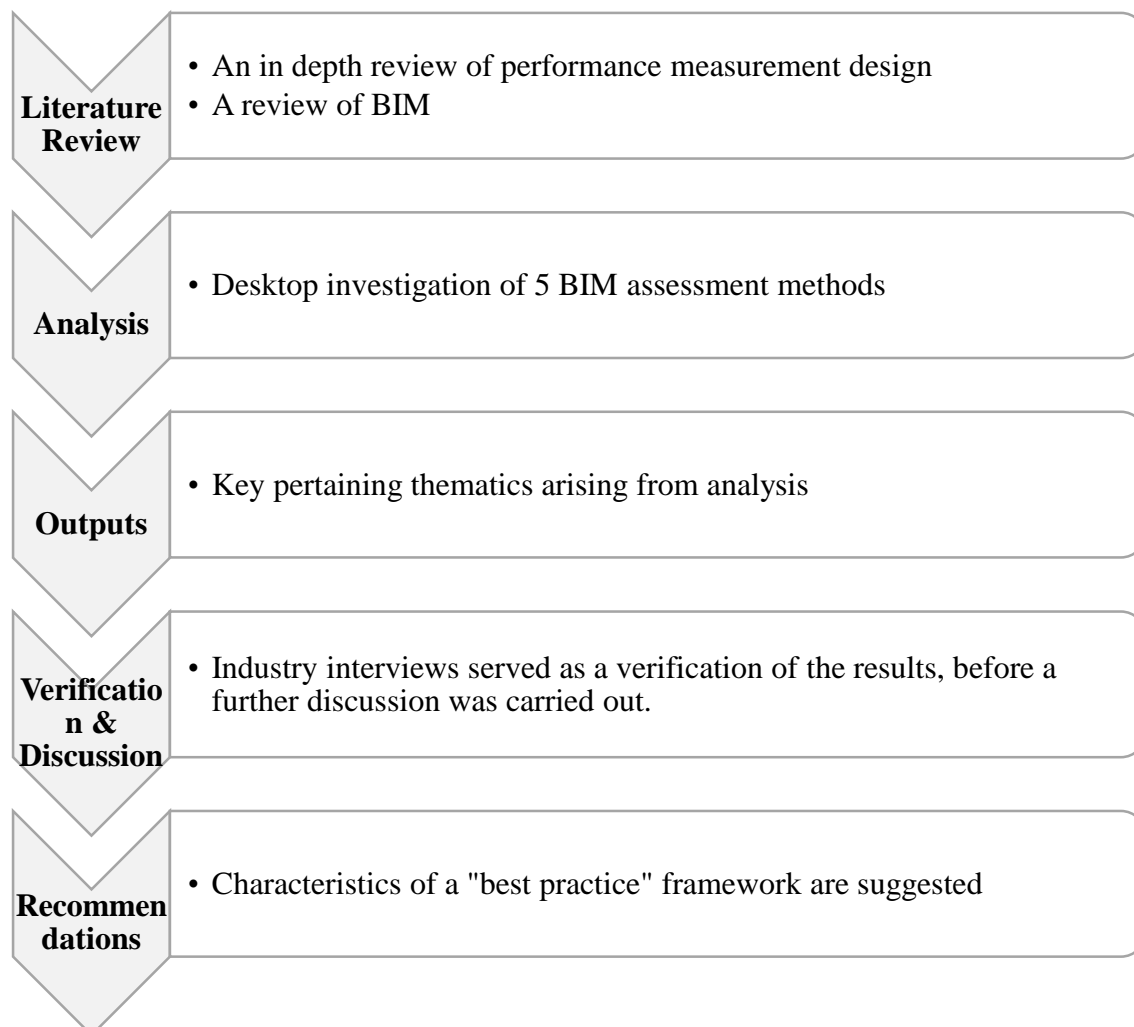 Literature
Review
• An in depth review of performance measurement design
• A review of BIM
Analysis
• Desktop investigation of 5 BIM assessment methods
Outputs
• Key pertaining thematics arising from analysis
Verificatio
n &
Discussion
• Industry interviews served as a verification of the results, before a
further discussion was carried out.
Recommen
dations
• Characteristics of a "best practice" framework are suggested